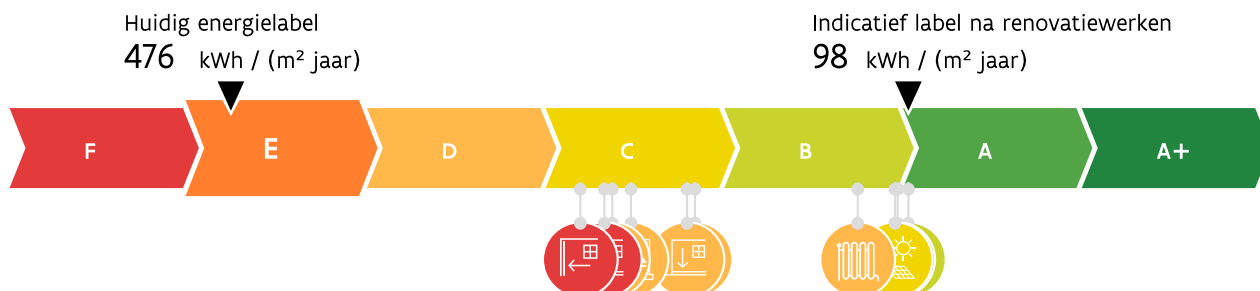 Huidig energielabel
476 kWh / (m² jaar)
Indicatief label na renovatiewerken
98 kWh / (m² jaar)
F E D C B A A+